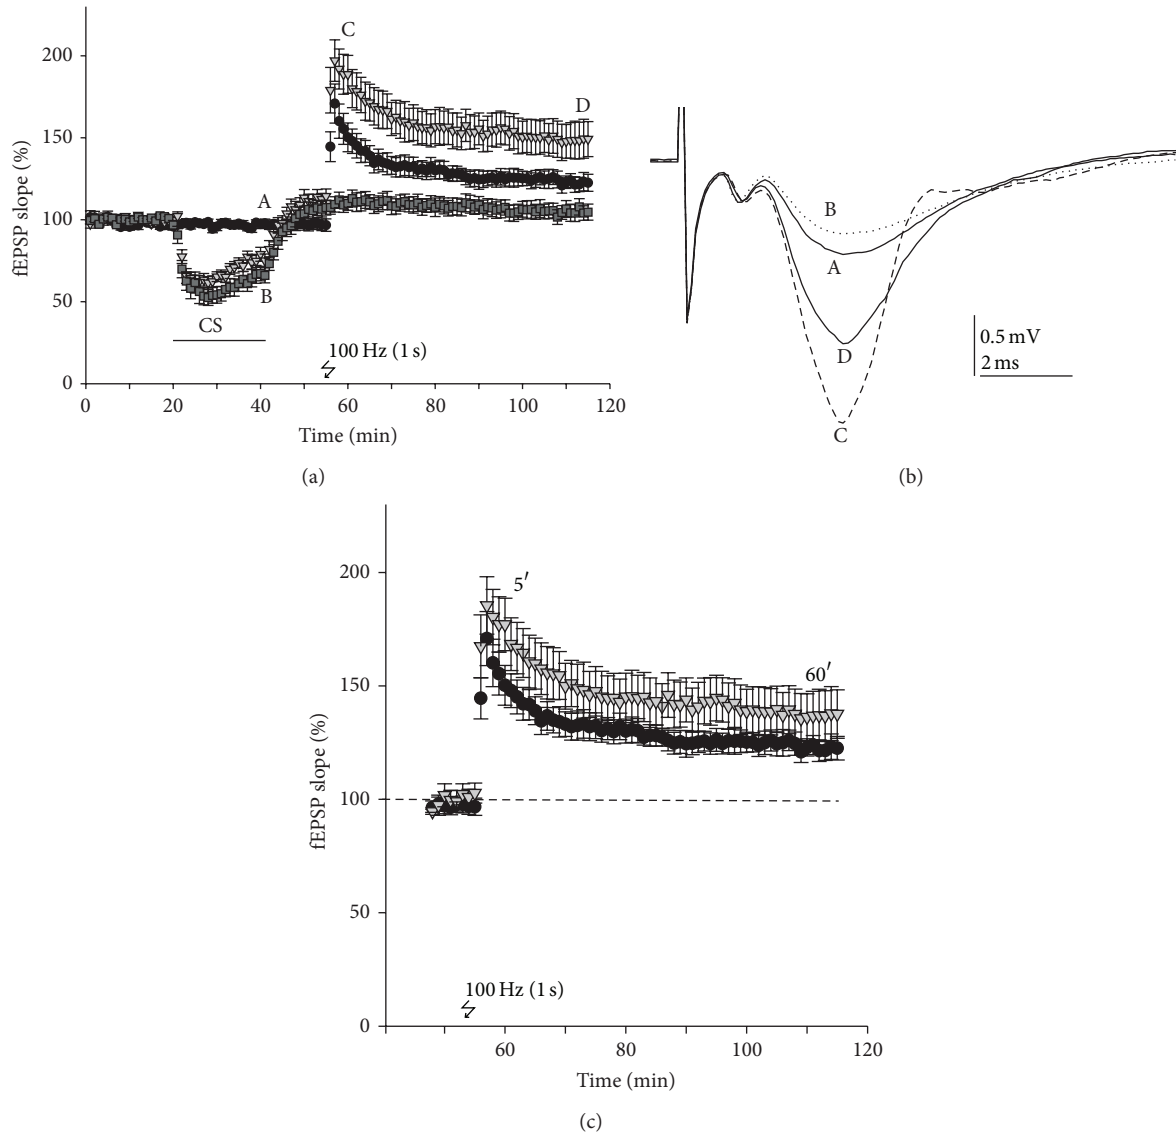 200
150
100
50
0
fEPSP slope (%)
C
D
A
B
CS
100 Hz (1 s)
0 20 40 60 80 100 120
Time (min)
(a)
B
A
D
C
0.5 mV
2 ms
(b)
200
150
100
50
0
fEPSP slope (%)
5′
60′
100 Hz (1 s)
60 80 100 120
Time (min)
(c)